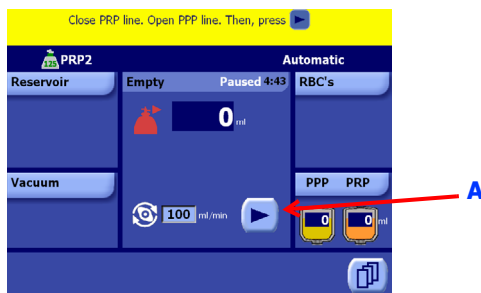 Close PRP line. Open PPP line. Then, press
125 PRP2 Automatic
Reservoir Empty Paused 4:43 RBC's
0 ml
Vacuum PPP PRP
100 ml/min 0 0 ml
A